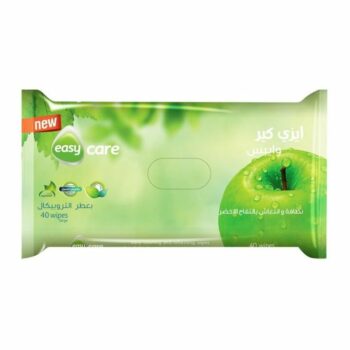 new
easy care
ايزي كير
وايبس
بعطر التروبيكال
40 wipes
نظافة و انتعاش بالتفاح الأخضر
40 wipes